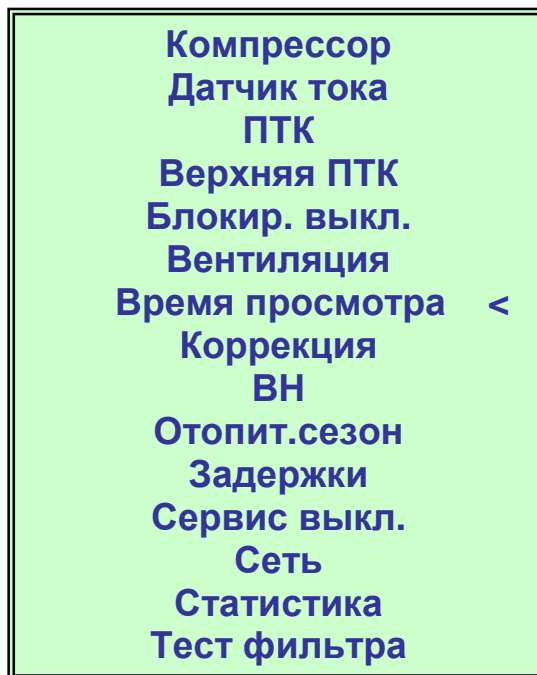 Компрессор
Датчик тока
ПТК
Верхняя ПТК
Блокир. выкл.
Вентиляция
Время просмотра <
Коррекция
ВН
Отопит.сезон
Задержки
Сервис выкл.
Сеть
Статистика
Тест фильтра